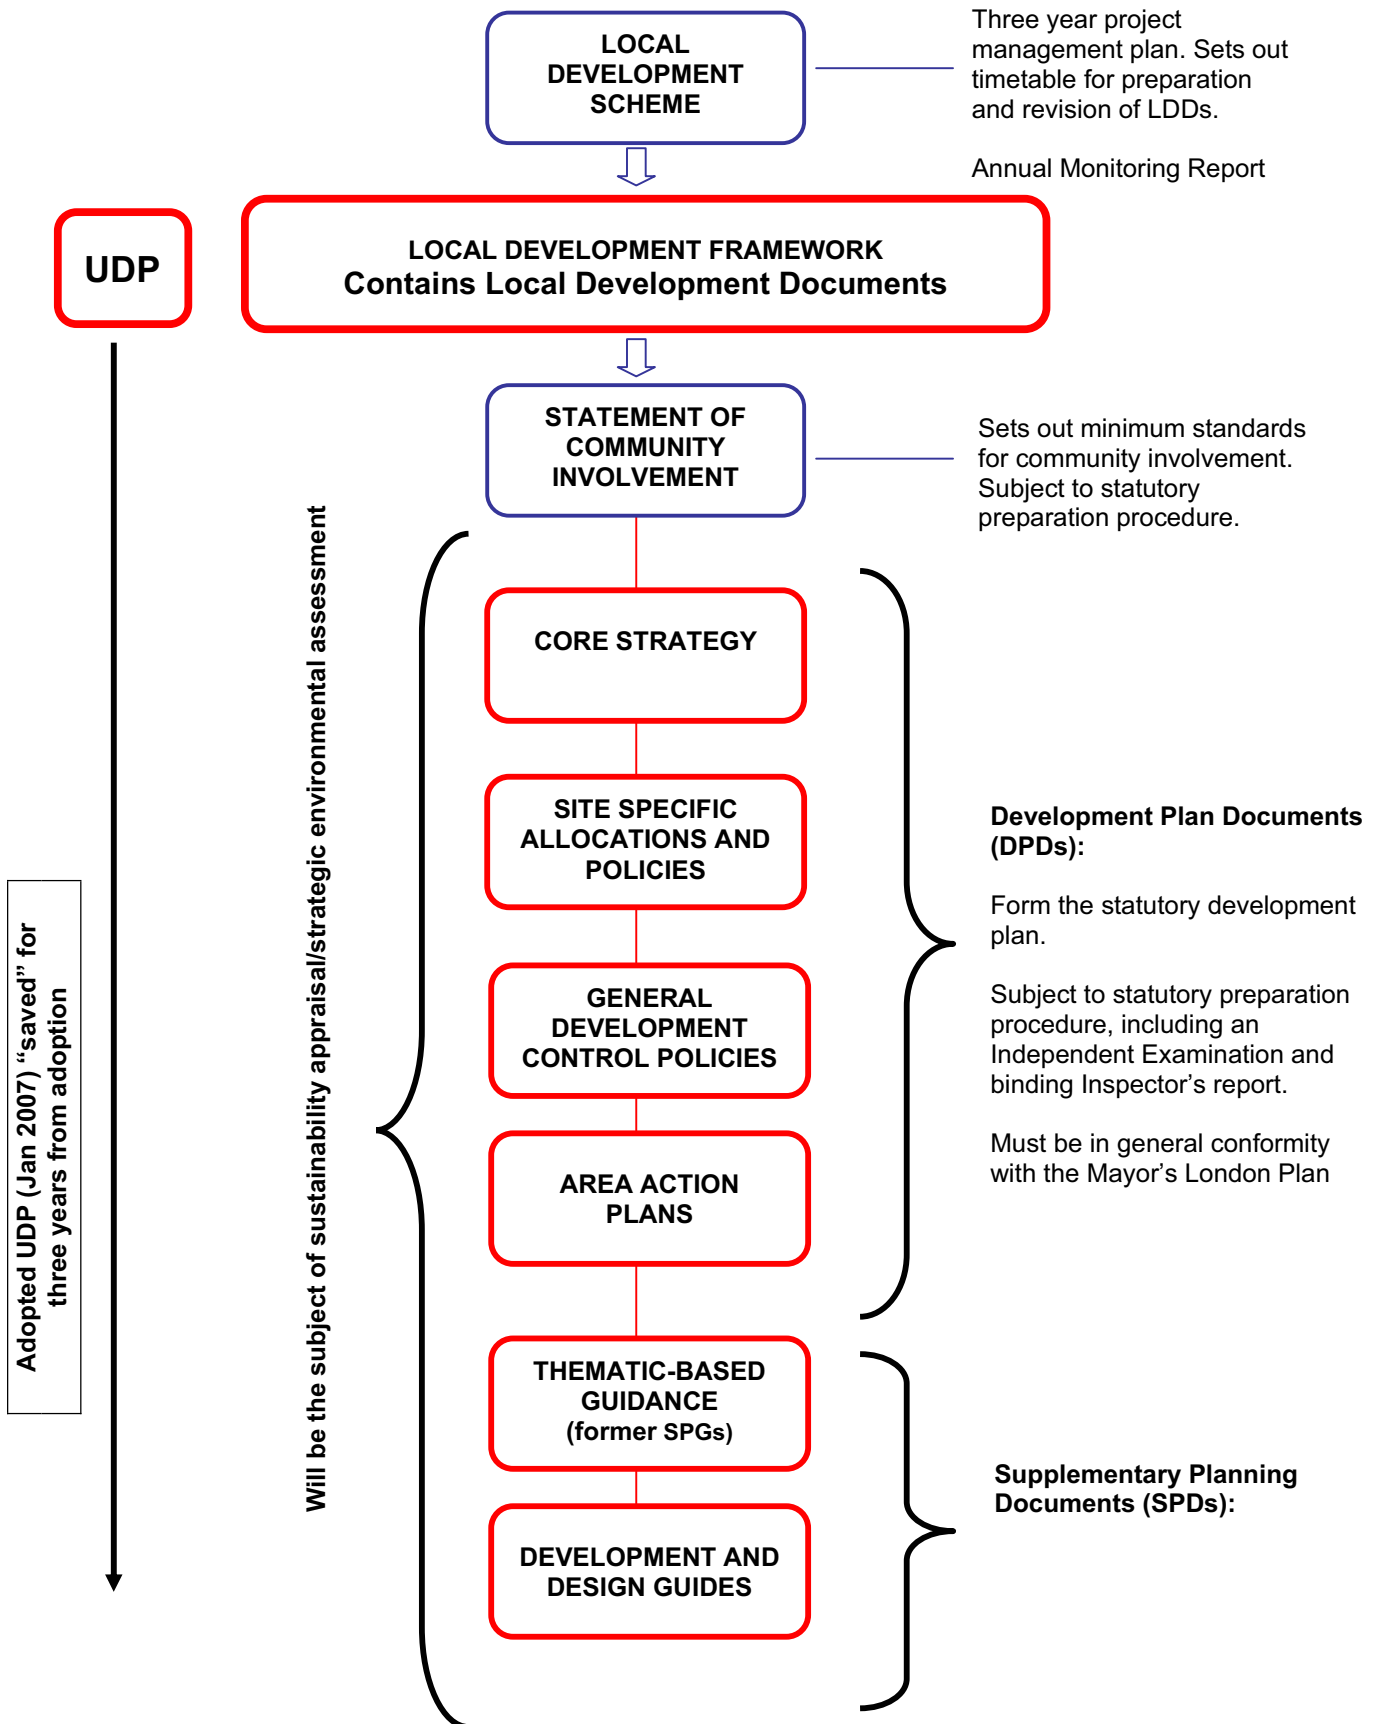 LOCAL
DEVELOPMENT
SCHEME
Three year project
management plan. Sets out
timetable for preparation
and revision of LDDs.
Annual Monitoring Report
UDP
LOCAL DEVELOPMENT FRAMEWORK
Contains Local Development Documents
STATEMENT OF
COMMUNITY
INVOLVEMENT
Sets out minimum standards
for community involvement.
Subject to statutory
preparation procedure.
Adopted UDP (Jan 2007) “saved” for
three years from adoption
Will be the subject of sustainability appraisal/strategic environmental assessment
CORE STRATEGY
SITE SPECIFIC
ALLOCATIONS AND
POLICIES
GENERAL
DEVELOPMENT
CONTROL POLICIES
AREA ACTION
PLANS
Development Plan Documents
(DPDs):
Form the statutory development
plan.
Subject to statutory preparation
procedure, including an
Independent Examination and
binding Inspector’s report.
Must be in general conformity
with the Mayor’s London Plan
THEMATIC-BASED
GUIDANCE
(former SPGs)
DEVELOPMENT AND
DESIGN GUIDES
Supplementary Planning
Documents (SPDs):